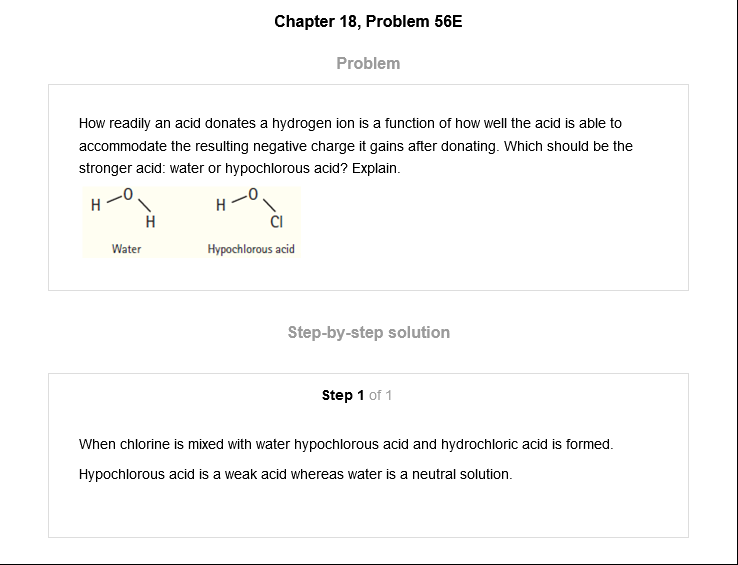 Chapter 18, Problem 56E
Problem
How readily an acid donates a hydrogen ion is a function of how well the acid is able to
accommodate the resulting negative charge it gains after donating. Which should be the
stronger acid: water or hypochlorous acid? Explain.
H O H H O Cl
Water Hypochlorous acid
Step-by-step solution
Step 1 of 1
When chlorine is mixed with water hypochlorous acid and hydrochloric acid is formed.
Hypochlorous acid is a weak acid whereas water is a neutral solution.